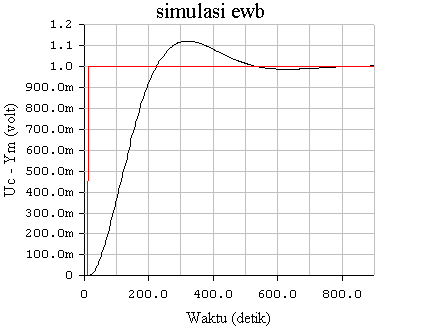 simulasi ewb
1.2
1.1
1.0
900.0m
800.0m
700.0m
600.0m
500.0m
400.0m
300.0m
200.0m
100.0m
0
Uc - Ym (volt)
0 200.0 400.0 600.0 800.0
Waktu (detik)